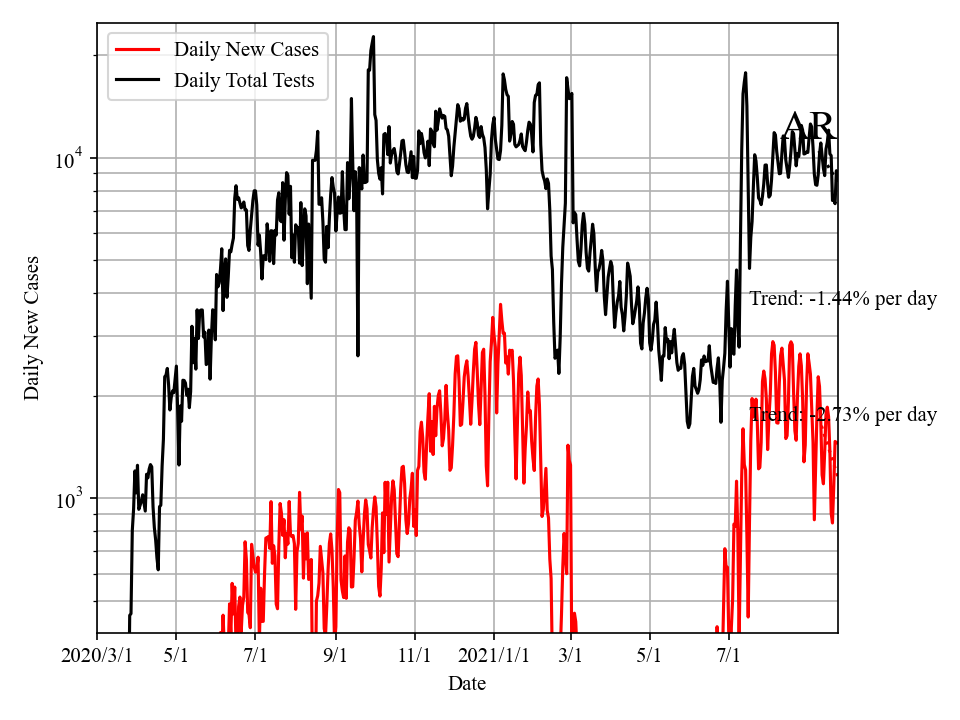 Daily New Cases
Daily Total Tests
AR
10^4
Trend: -1.44% per day
Trend: -2.73% per day
10^3
Daily New Cases
2020/3/1 5/1 7/1 9/1 11/1 2021/1/1 3/1 5/1 7/1
Date